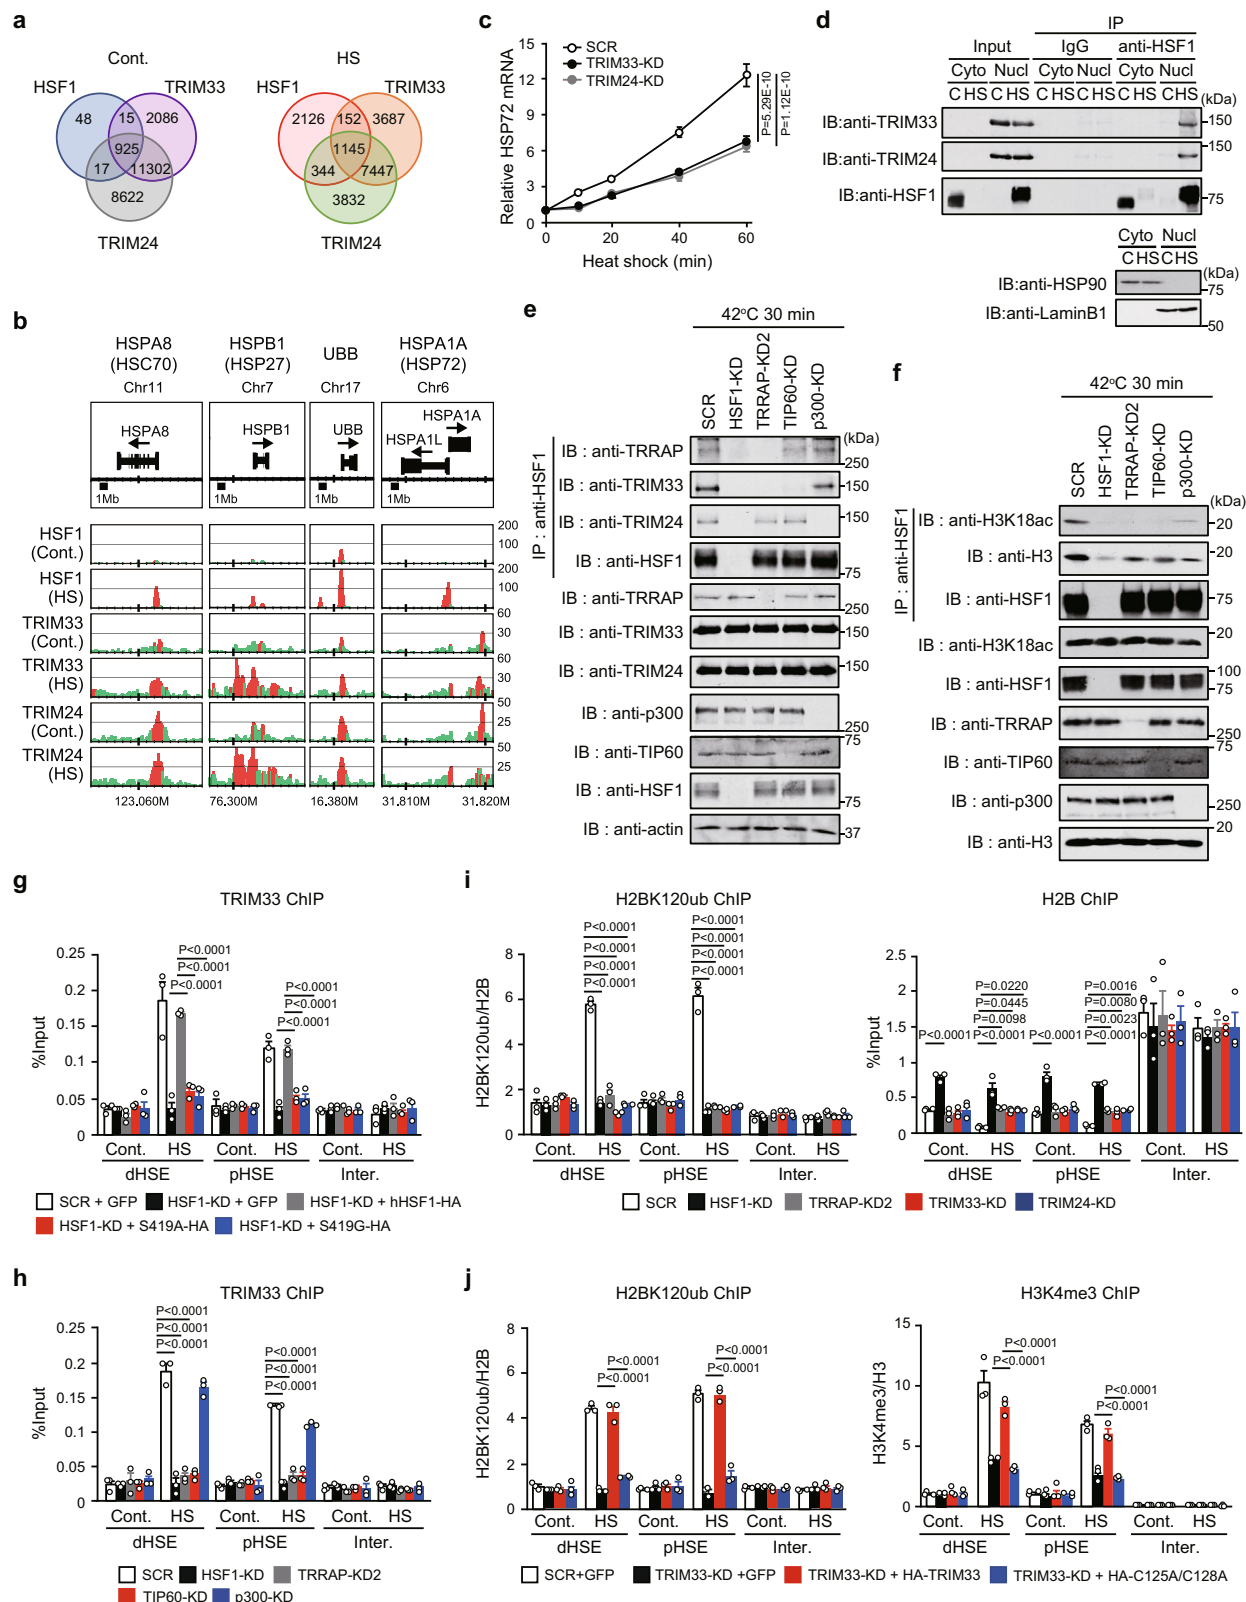 a
Cont.
HS
HSF1
TRIM33
48
15
2086
925
17
11302
8622
TRIM24
HSF1
TRIM33
2126
152
3687
1145
344
7447
3832
TRIM24
b
HSPA8
(HSC70)
HSPB1
(HSP27)
UBB
HSPA1A
(HSP72)
Chr11
Chr7
Chr17
Chr6
HSPA8
HSPB1
UBB
HSPA1A
HSPA1L
1Mb
1Mb
1Mb
1Mb
HSF1
(Cont.)
200
100
HSF1
(HS)
200
100
TRIM33
(Cont.)
60
30
TRIM33
(HS)
60
30
TRIM24
(Cont.)
50
25
TRIM24
(HS)
50
25
123,060M
76,300M
16,380M
31,810M
31,820M
c
Relative HSP72 mRNA
15
12
9
6
3
0
0
10
20
40
60
Heat shock (min)
SCR
TRIM33-KD
TRIM24-KD
P=5.29E-10
P=1.12E-10
d
IP
Input
IgG
anti-HSF1
Cyto Nucl Cyto Nucl Cyto Nucl
C HS C HS C HS C HS C HS C HS
(kDa)
IB:anti-TRIM33
150
IB:anti-TRIM24
150
IB:anti-HSF1
75
Cyto Nucl
C HS C HS
(kDa)
IB:anti-HSP90
75
IB:anti-LaminB1
50
e
42°C 30 min
SCR
HSF1-KD
TRRAP-KD2
TIP60-KD
p300-KD
(kDa)
IP : anti-HSF1
IB : anti-TRRAP
250
IB : anti-TRIM33
150
IB : anti-TRIM24
150
IB : anti-HSF1
75
IB : anti-TRRAP
250
IB : anti-TRIM33
150
IB : anti-TRIM24
150
IB : anti-p300
250
IB : anti-TIP60
75
IB : anti-HSF1
75
IB : anti-actin
37
f
42°C 30 min
SCR
HSF1-KD
TRRAP-KD2
TIP60-KD
p300-KD
(kDa)
IP : anti-HSF1
IB : anti-H3K18ac
20
IB : anti-H3
20
IB : anti-HSF1
75
IB : anti-H3K18ac
20
IB : anti-HSF1
100
75
IB : anti-TRRAP
250
IB : anti-TIP60
75
IB : anti-p300
250
IB : anti-H3
20
g
TRIM33 ChIP
%Input
0.25
0.2
0.15
0.1
0.05
0
P<0.0001
P<0.0001
P<0.0001
P<0.0001
P<0.0001
P<0.0001
Cont. HS Cont. HS Cont. HS
dHSE pHSE Inter.
SCR + GFP HSF1-KD + GFP HSF1-KD + hHSF1-HA
HSF1-KD + S419A-HA HSF1-KD + S419G-HA
i
H2BK120ub ChIP
H2BK120ub/H2B
8
6
4
2
0
P<0.0001
P<0.0001
P<0.0001
P<0.0001
P<0.0001
P<0.0001
P<0.0001
P<0.0001
Cont. HS Cont. HS Cont. HS
dHSE pHSE Inter.
H2B ChIP
%Input
2.5
2
1.5
1
0.5
0
P<0.0001
P=0.0220
P=0.0445
P=0.0098
P<0.0001
P<0.0001
P=0.0016
P=0.0080
P=0.0023
P<0.0001
Cont. HS Cont. HS Cont. HS
dHSE pHSE Inter.
SCR HSF1-KD TRRAP-KD2 TRIM33-KD TRIM24-KD
h
TRIM33 ChIP
%Input
0.25
0.2
0.15
0.1
0.05
0
P<0.0001
P<0.0001
P<0.0001
P<0.0001
P<0.0001
P<0.0001
Cont. HS Cont. HS Cont. HS
dHSE pHSE Inter.
SCR HSF1-KD TRRAP-KD2
TIP60-KD p300-KD
j
H2BK120ub ChIP
H2BK120ub/H2B
8
6
4
2
0
P<0.0001
P<0.0001
P<0.0001
P<0.0001
Cont. HS Cont. HS Cont. HS
dHSE pHSE Inter.
H3K4me3 ChIP
H3K4me3/H3
15
10
5
0
P<0.0001
P<0.0001
P<0.0001
P<0.0001
Cont. HS Cont. HS Cont. HS
dHSE pHSE Inter.
SCR+GFP TRIM33-KD +GFP TRIM33-KD + HA-TRIM33 TRIM33-KD + HA-C125A/C128A